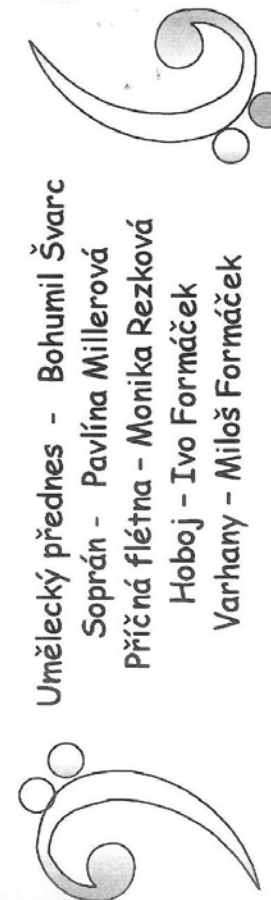 Umělecký přednes - Bohumil Švarc
Soprán - Pavlína Millerová
Příčná flétna - Monika Rezková
Hoboj - Ivo Formáček
Varhany - Miloš Formáček